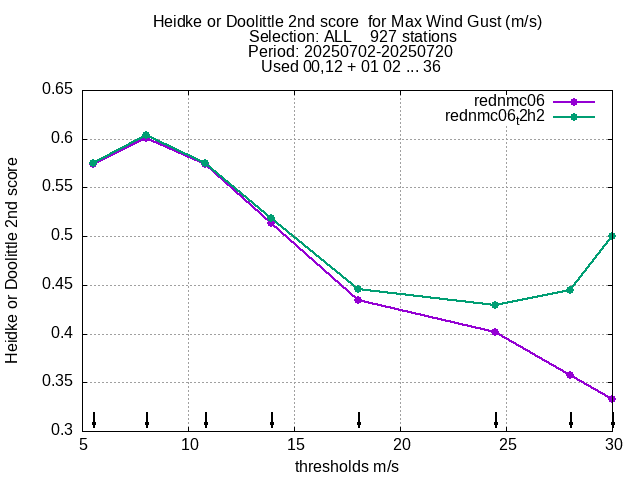 Heidke or Doolittle 2nd score  for Max Wind Gust (m/s)
Selection: ALL    927 stations
Period: 20250702-20250720
Used 00,12 + 01 02 ... 36
rednmc06
rednmc06,2h2
0.65
0.6
0.55
0.5
0.45
0.4
0.35
0.3
Heidke or Doolittle 2nd score
5
10
15
20
25
30
thresholds m/s